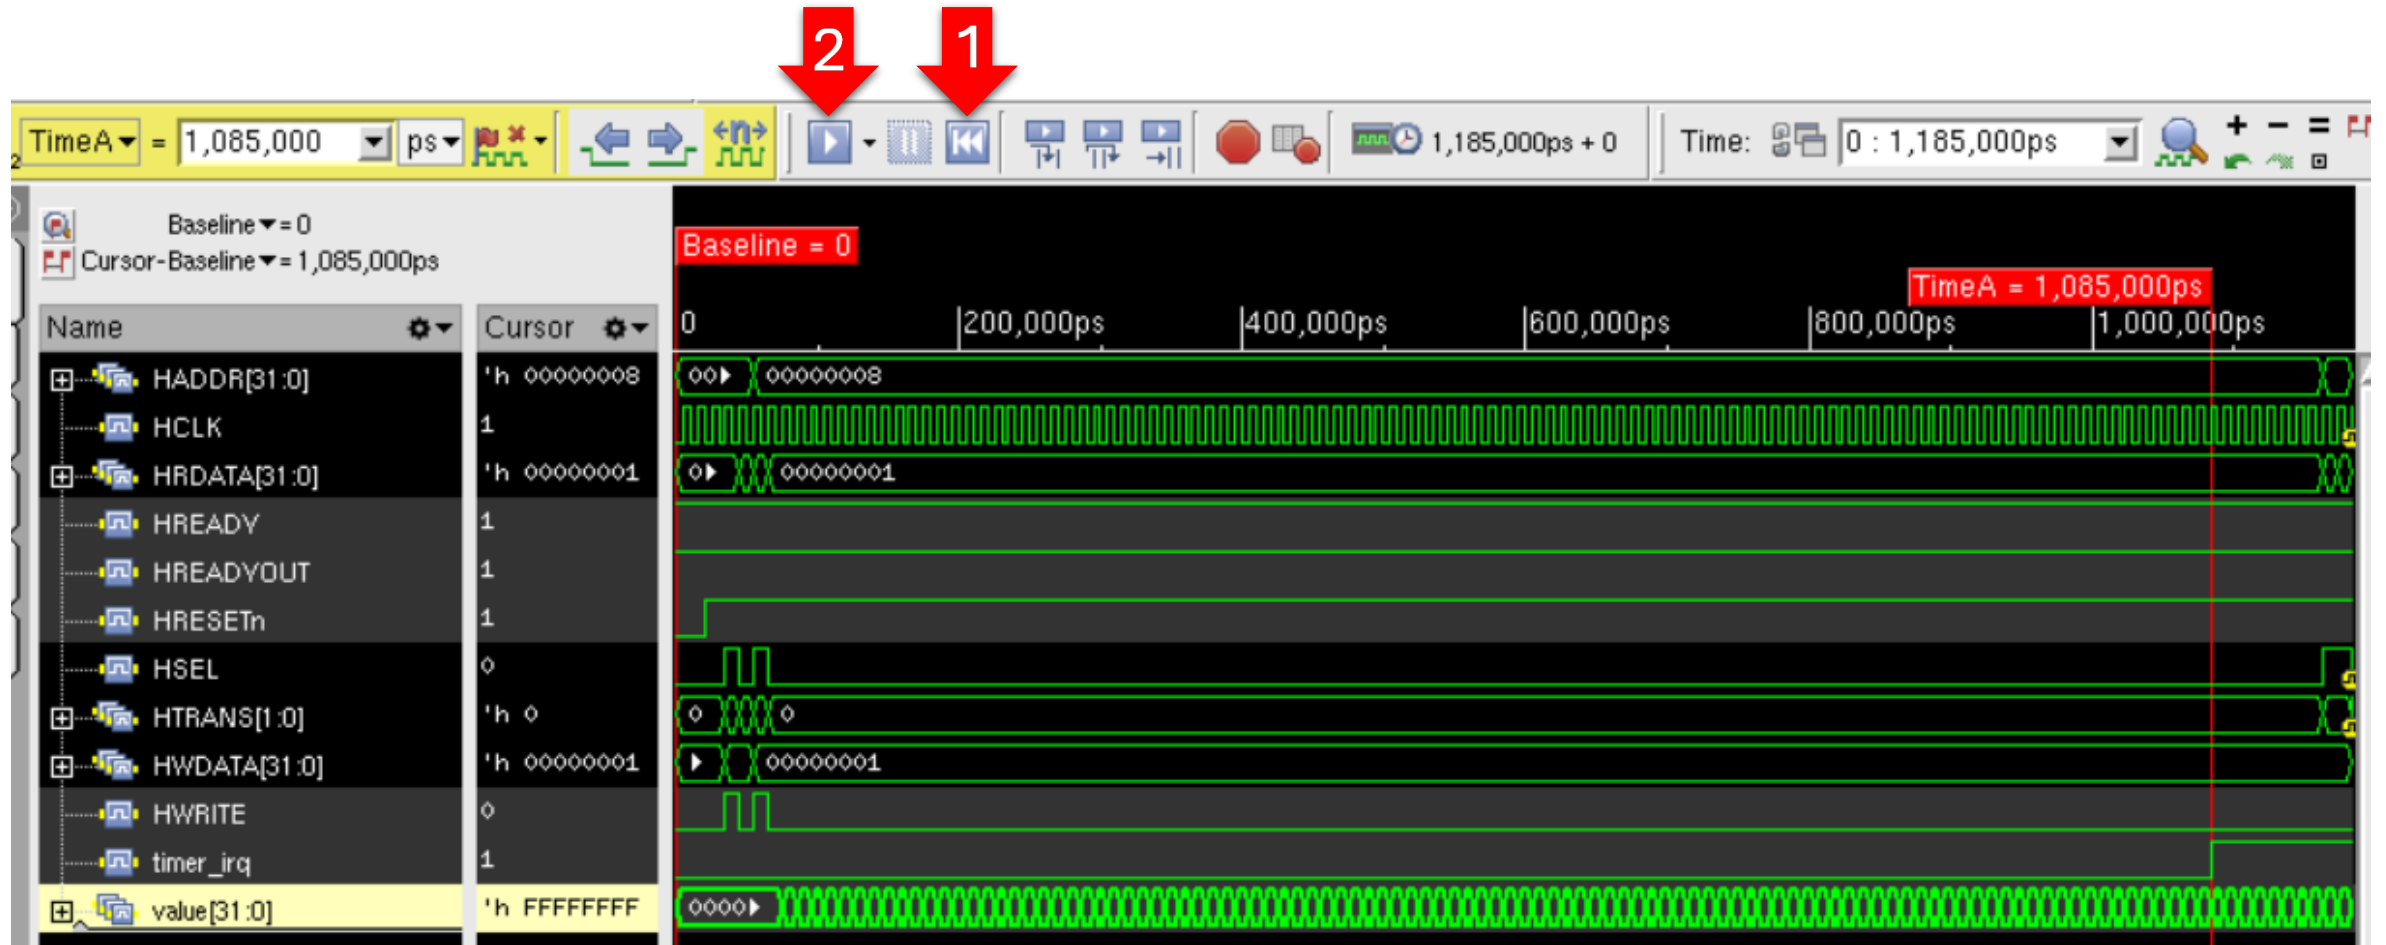 2 1
TimeA = 1,085,000 ps 1,185,000ps + 0 Time: 0 : 1,185,000ps
2
Baseline = 0
Cursor-Baseline = 1,085,000ps
Baseline = 0
TimeA = 1,085,000ps
Name Cursor 0 200,000ps 400,000ps 600,000ps 800,000ps 1,000,000ps
HADDR[31:0] 'h 00000008 00 00000008
HCLK 1
HRDATA[31:0] 'h 00000001 0 00000001
HREADY 1
HREADYOUT 1
HRESETn 1
HSEL 0
HTRANS[1:0] 'h 0 0 0
HWDATA[31:0] 'h 00000001 00000001
HWRITE 0
timer_irq 1
value[31:0] 'h FFFFFFFF 0000